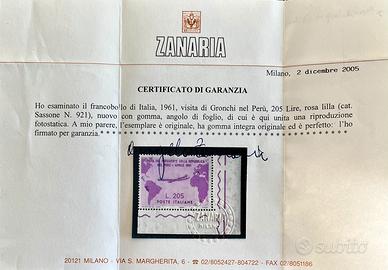 ZANARIA
Milano, 2 dicembre 2005
CERTIFICATO DI GARANZIA
Ho esaminato il francobollo di Italia, 1961, visita di Gronchi nel Perù, 205 Lire, rosa lilla (cat.
Sassone N. 921), nuovo con gomma, angolo di foglio, di cui è qui unita una riproduzione
fotostatica. A mio parere, l'esemplare è originale, ha gomma integra originale ed è perfetto: l'ho
firmato per garanzia.
L. 205
POSTE ITALIANE
ZANARIA
MILANO
20121 MILANO - VIA S. MARGHERITA, 6 - ☎ 02/8052427-804722 - FAX 02/8051186
subito